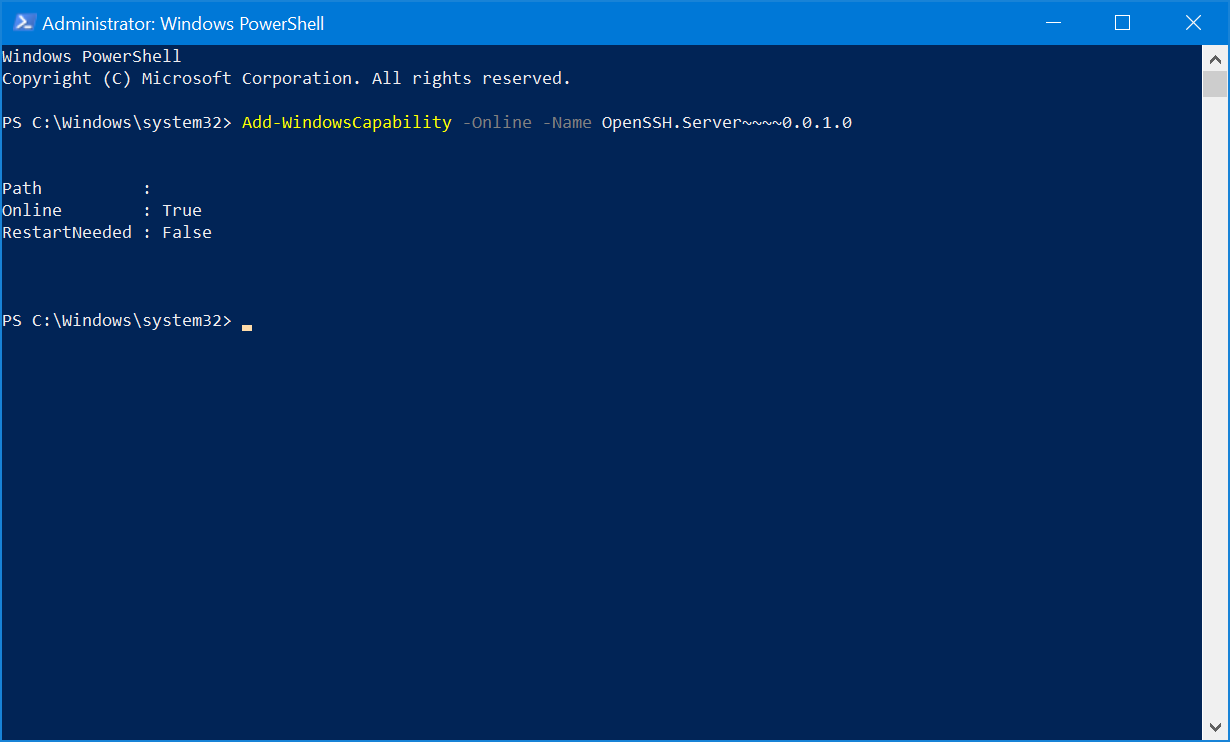 Administrator: Windows PowerShell
Windows PowerShell
Copyright (C) Microsoft Corporation. All rights reserved.
PS C:\Windows\system32> Add-WindowsCapability -Online -Name OpenSSH.Server~~~~0.0.1.0
Path          :
Online        : True
RestartNeeded : False
PS C:\Windows\system32>